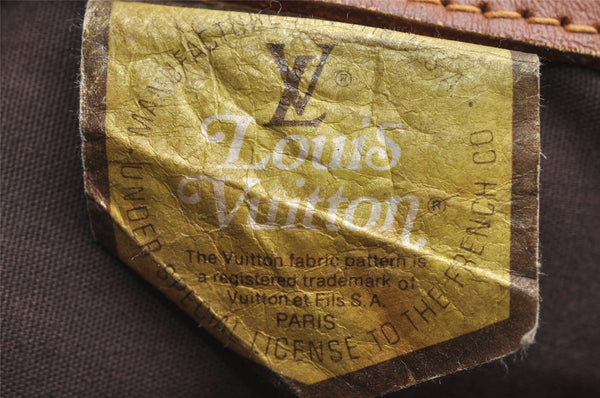 MANUFACTURE U.S.A.
LV ®
Louis
Vuitton ®
The Vuitton fabric pattern is
a registered trademark of
Vuitton et Fils S.A.
PARIS
UNDER SPECIAL LICENSE TO THE FRENCH CO